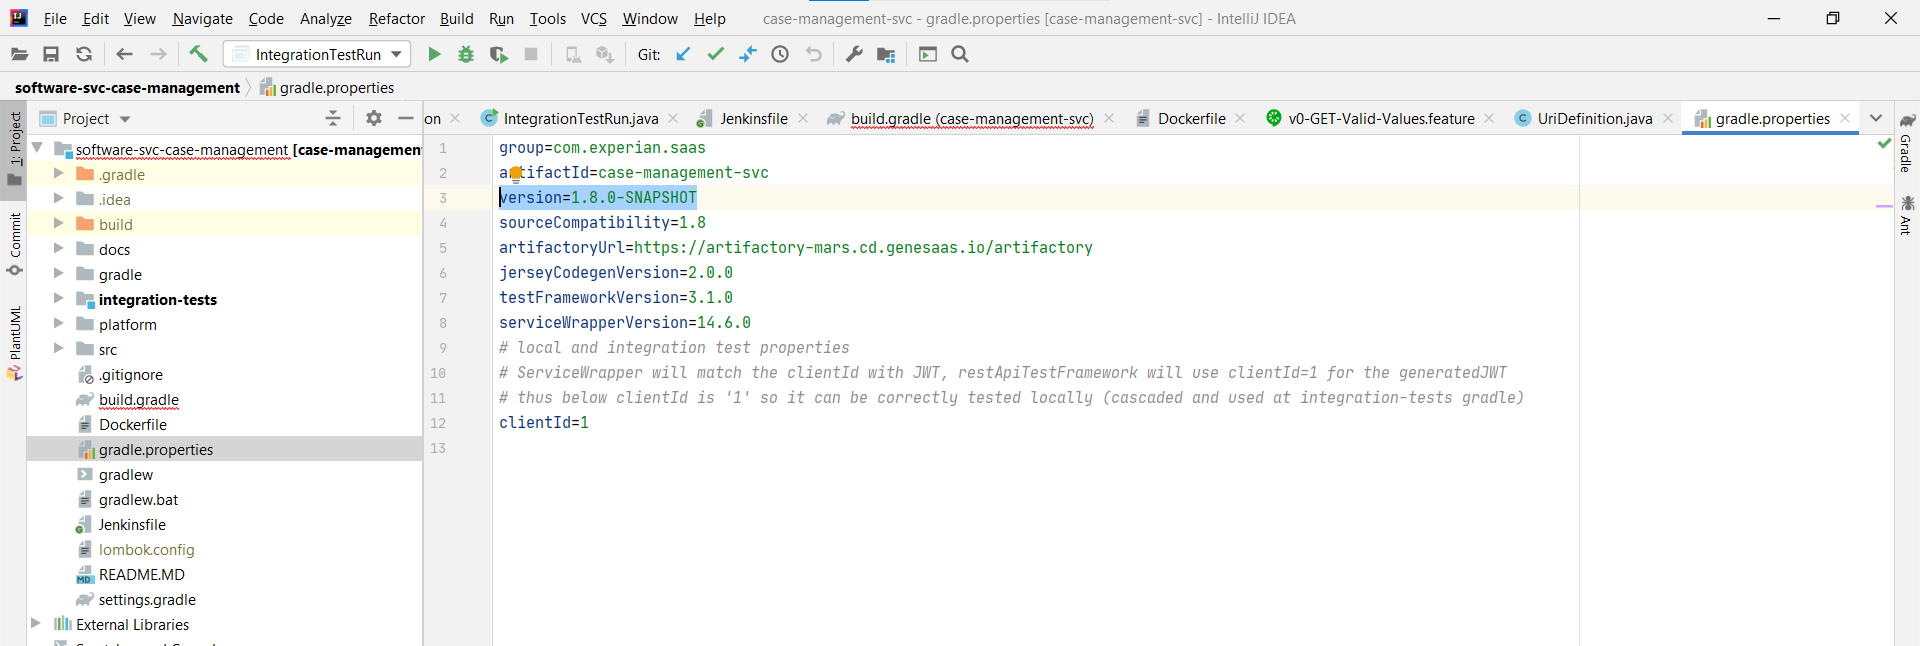 File Edit View Navigate Code Analyze Refactor Build Run Tools VCS Window Help case-management-svc - gradle.properties [case-management-svc] - IntelliJ IDEA
IntegrationTestRun Git:
software-svc-case-management gradle.properties
Project on IntegrationTestRun.java Jenkinsfile build.gradle (case-management-svc) Dockerfile v0-GET-Valid-Values.feature UriDefinition.java gradle.properties
1: Project
Commit
PlantUML
software-svc-case-management [case-management
.gradle
.idea
build
docs
gradle
integration-tests
platform
src
.gitignore
build.gradle
Dockerfile
gradle.properties
gradlew
gradlew.bat
Jenkinsfile
lombok.config
README.MD
settings.gradle
External Libraries
1 group=com.experian.saas
2 artifactId=case-management-svc
3 version=1.8.0-SNAPSHOT
4 sourceCompatibility=1.8
5 artifactoryUrl=https://artifactory-mars.cd.genesaas.io/artifactory
6 jerseyCodegenVersion=2.0.0
7 testFrameworkVersion=3.1.0
8 serviceWrapperVersion=14.6.0
9 # local and integration test properties
10 # ServiceWrapper will match the clientId with JWT, restApiTestFramework will use clientId=1 for the generatedJWT
11 # thus below clientId is '1' so it can be correctly tested locally (cascaded and used at integration-tests gradle)
12 clientId=1
13
Gradle
Ant